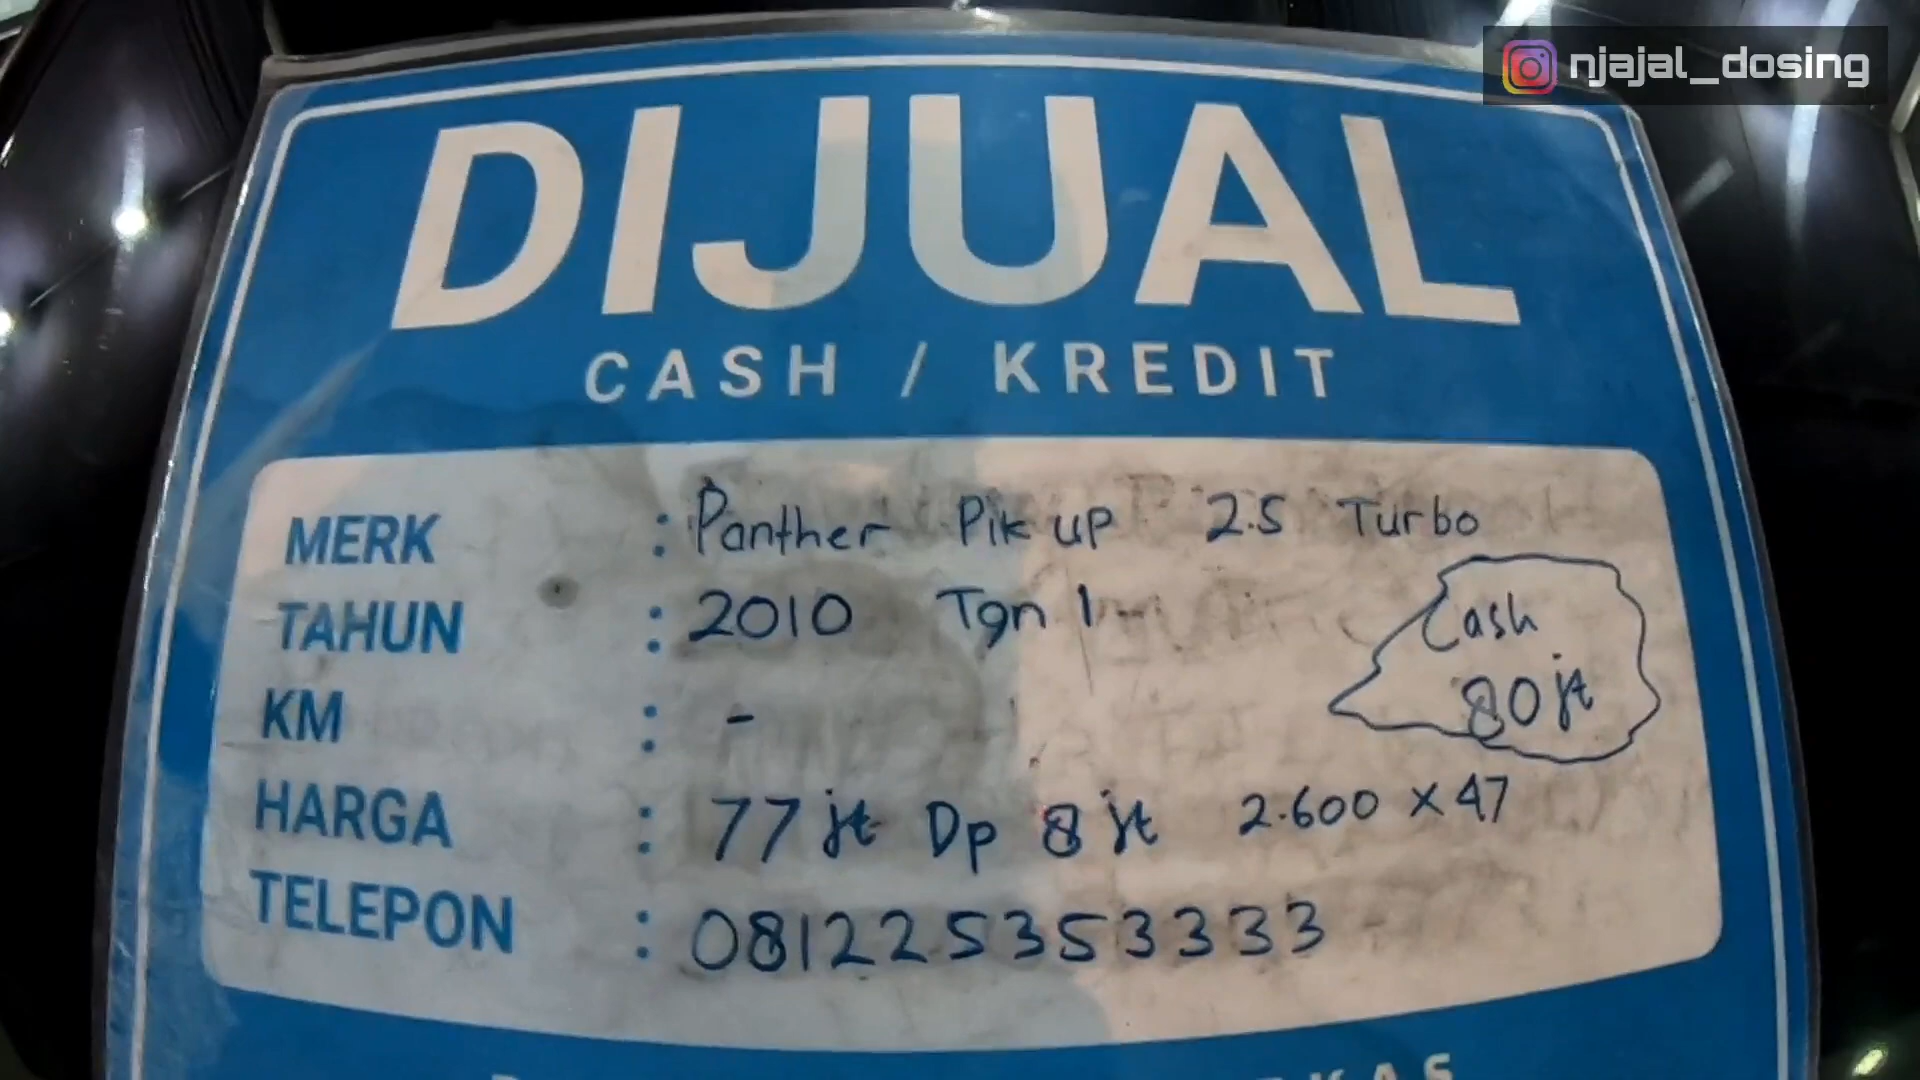 njajal_dosing
DIJUAL
CASH / KREDIT
MERK : Panther Pik up 2.5 Turbo
TAHUN : 2010 Tgn 1
Cash
80 jt
KM : -
HARGA : 77 jt Dp 8 jt 2.600 x 47
TELEPON : 081225353333